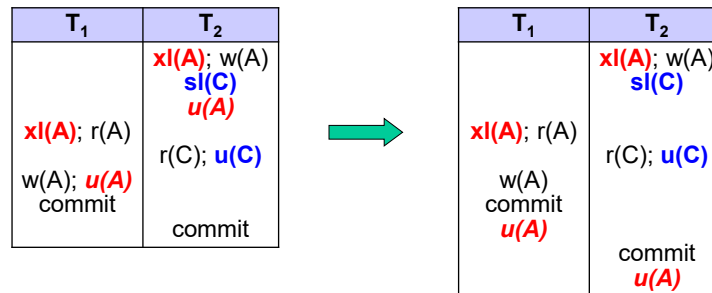 T1 T2
xl(A); w(A)
sl(C)
u(A)
xl(A); r(A)
r(C); u(C)
w(A); u(A)
commit
commit
T1 T2
xl(A); w(A)
sl(C)
xl(A); r(A)
r(C); u(C)
w(A)
commit
u(A)
commit
u(A)